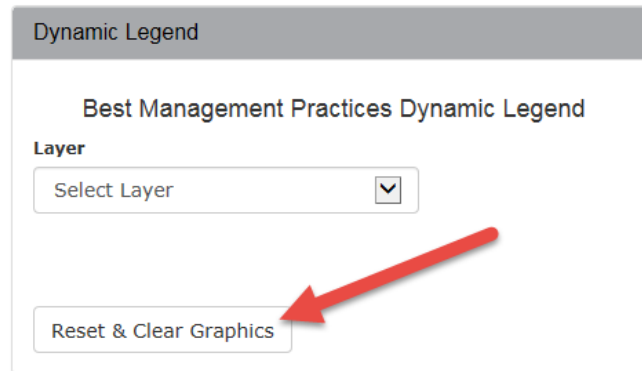 Dynamic Legend
Best Management Practices Dynamic Legend
Layer
Select Layer
Reset & Clear Graphics